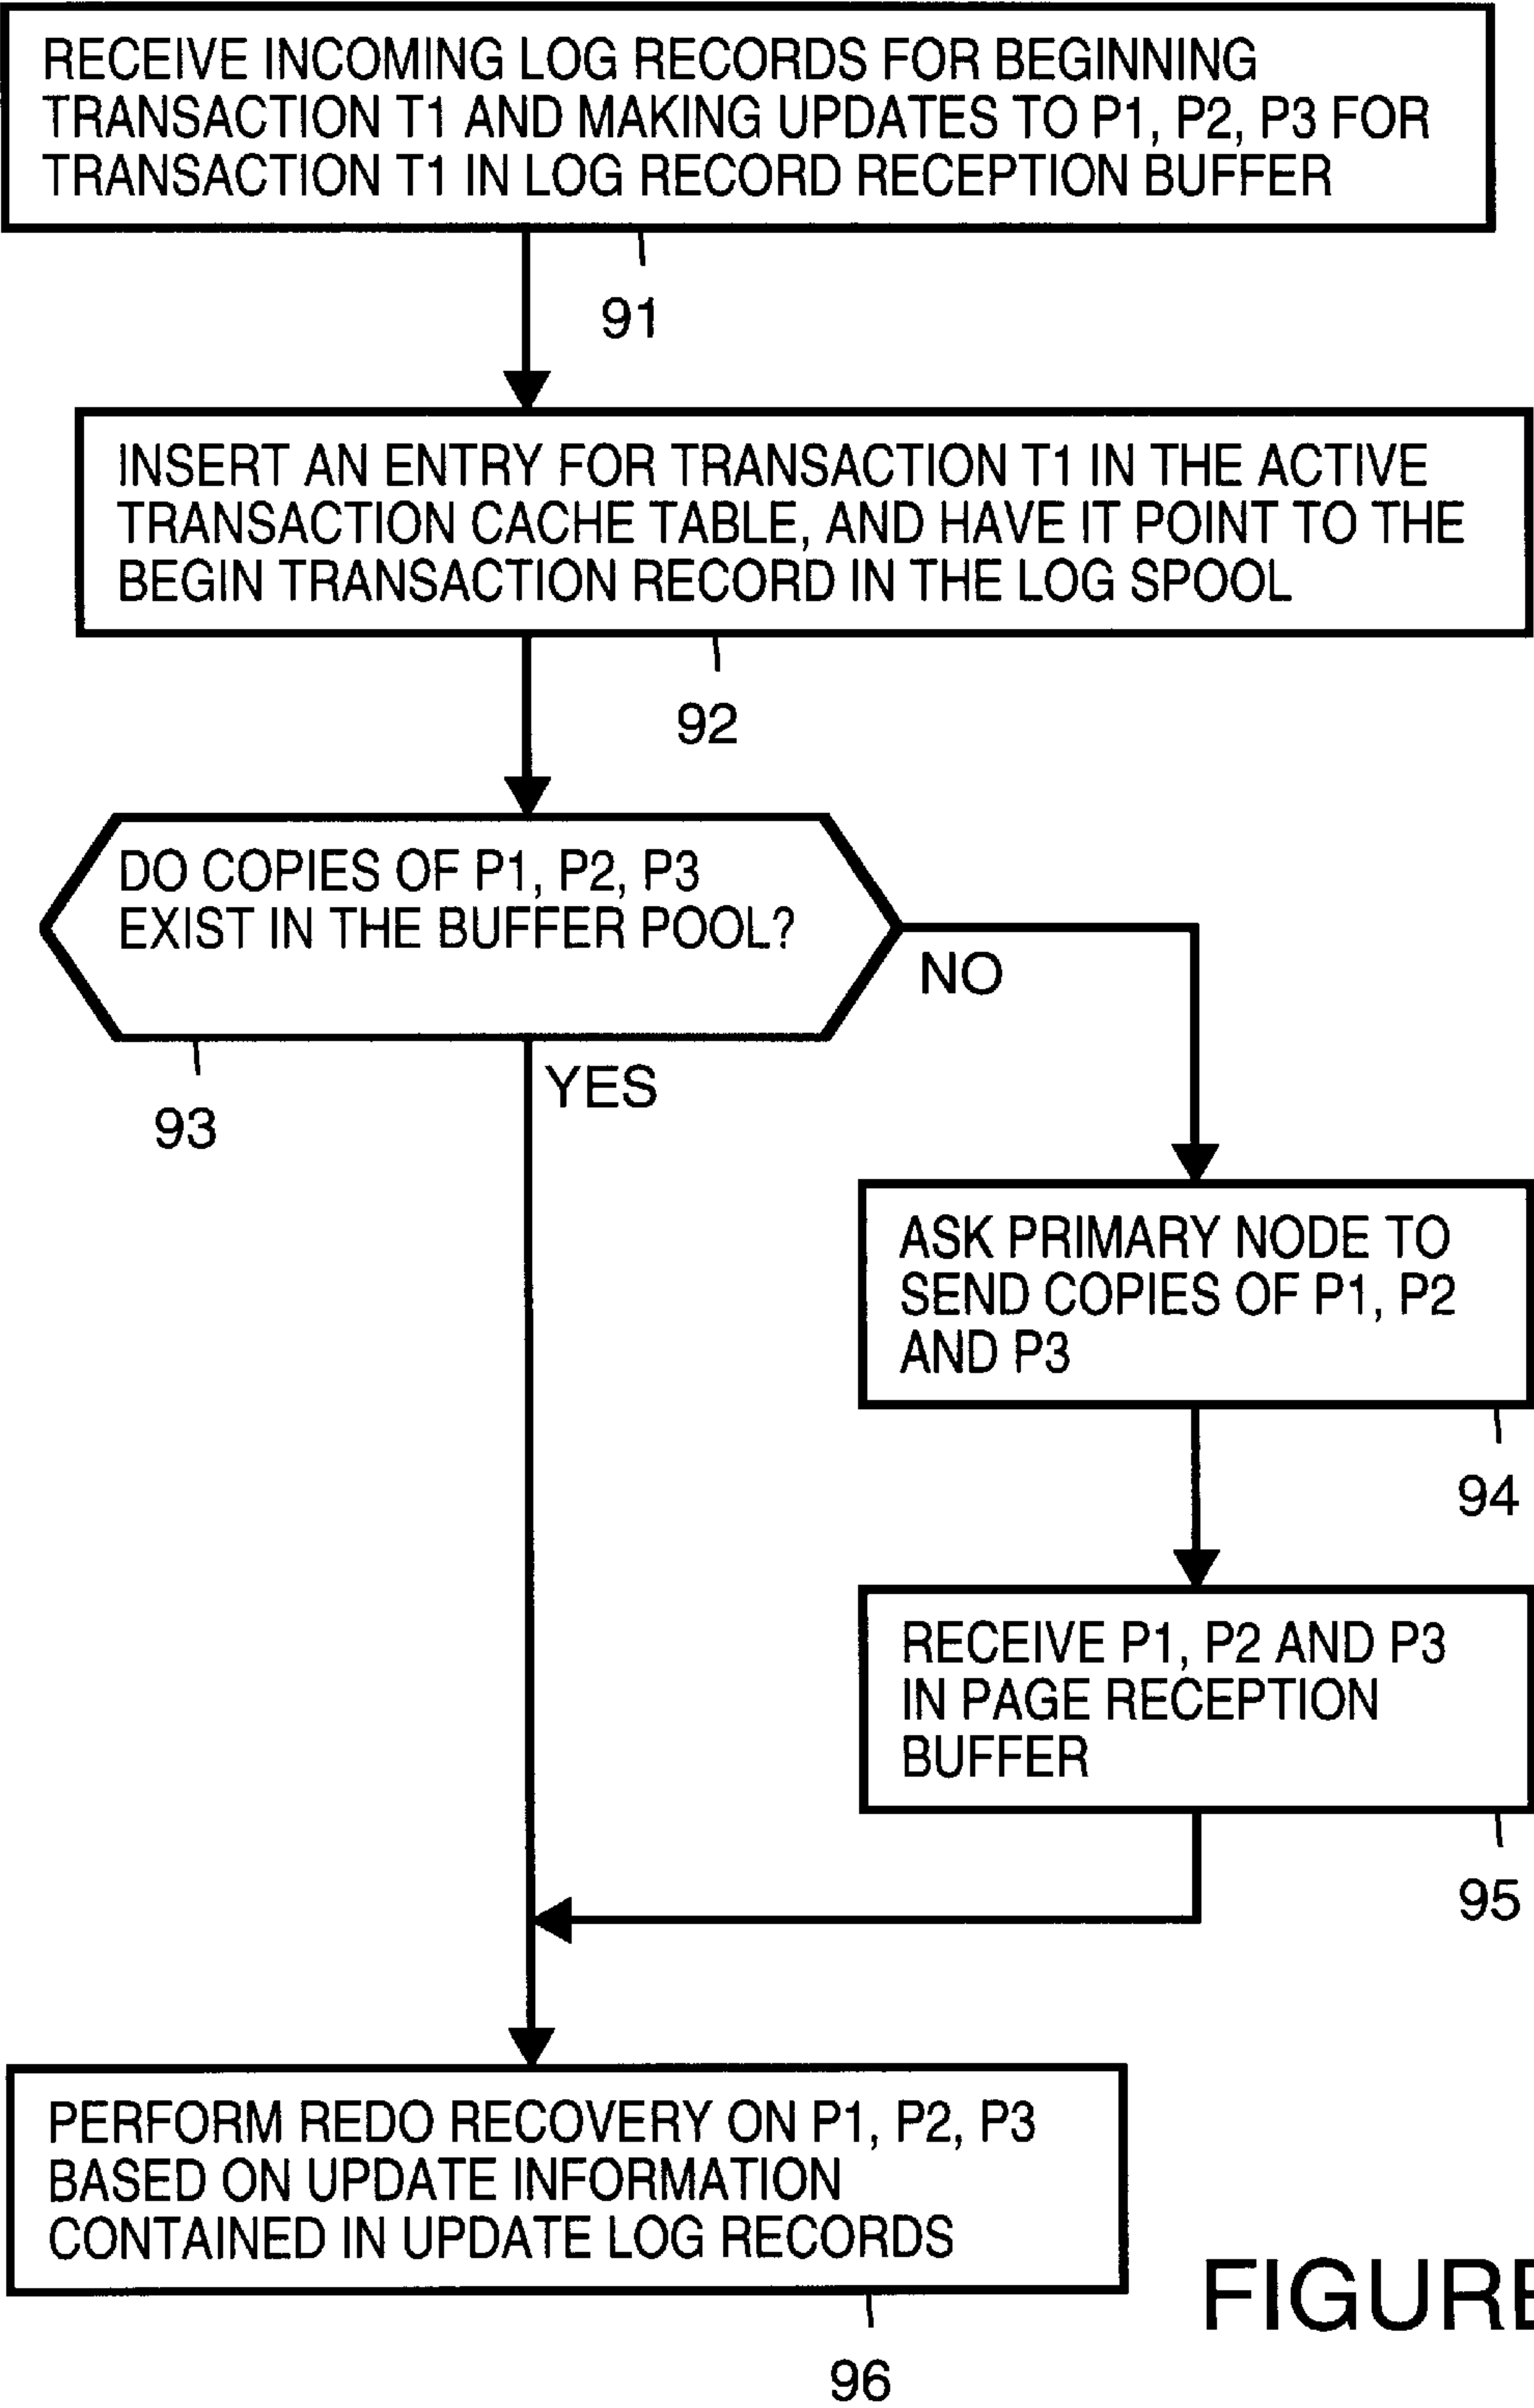 RECEIVE INCOMING LOG RECORDS FOR BEGINNING
TRANSACTION T1 AND MAKING UPDATES TO P1, P2, P3 FOR
TRANSACTION T1 IN LOG RECORD RECEPTION BUFFER
91
INSERT AN ENTRY FOR TRANSACTION T1 IN THE ACTIVE
TRANSACTION CACHE TABLE, AND HAVE IT POINT TO THE
BEGIN TRANSACTION RECORD IN THE LOG SPOOL
92
DO COPIES OF P1, P2, P3
EXIST IN THE BUFFER POOL?
NO
YES
93
ASK PRIMARY NODE TO
SEND COPIES OF P1, P2
AND P3
94
RECEIVE P1, P2 AND P3
IN PAGE RECEPTION
BUFFER
95
PERFORM REDO RECOVERY ON P1, P2, P3
BASED ON UPDATE INFORMATION
CONTAINED IN UPDATE LOG RECORDS
96
FIGURE